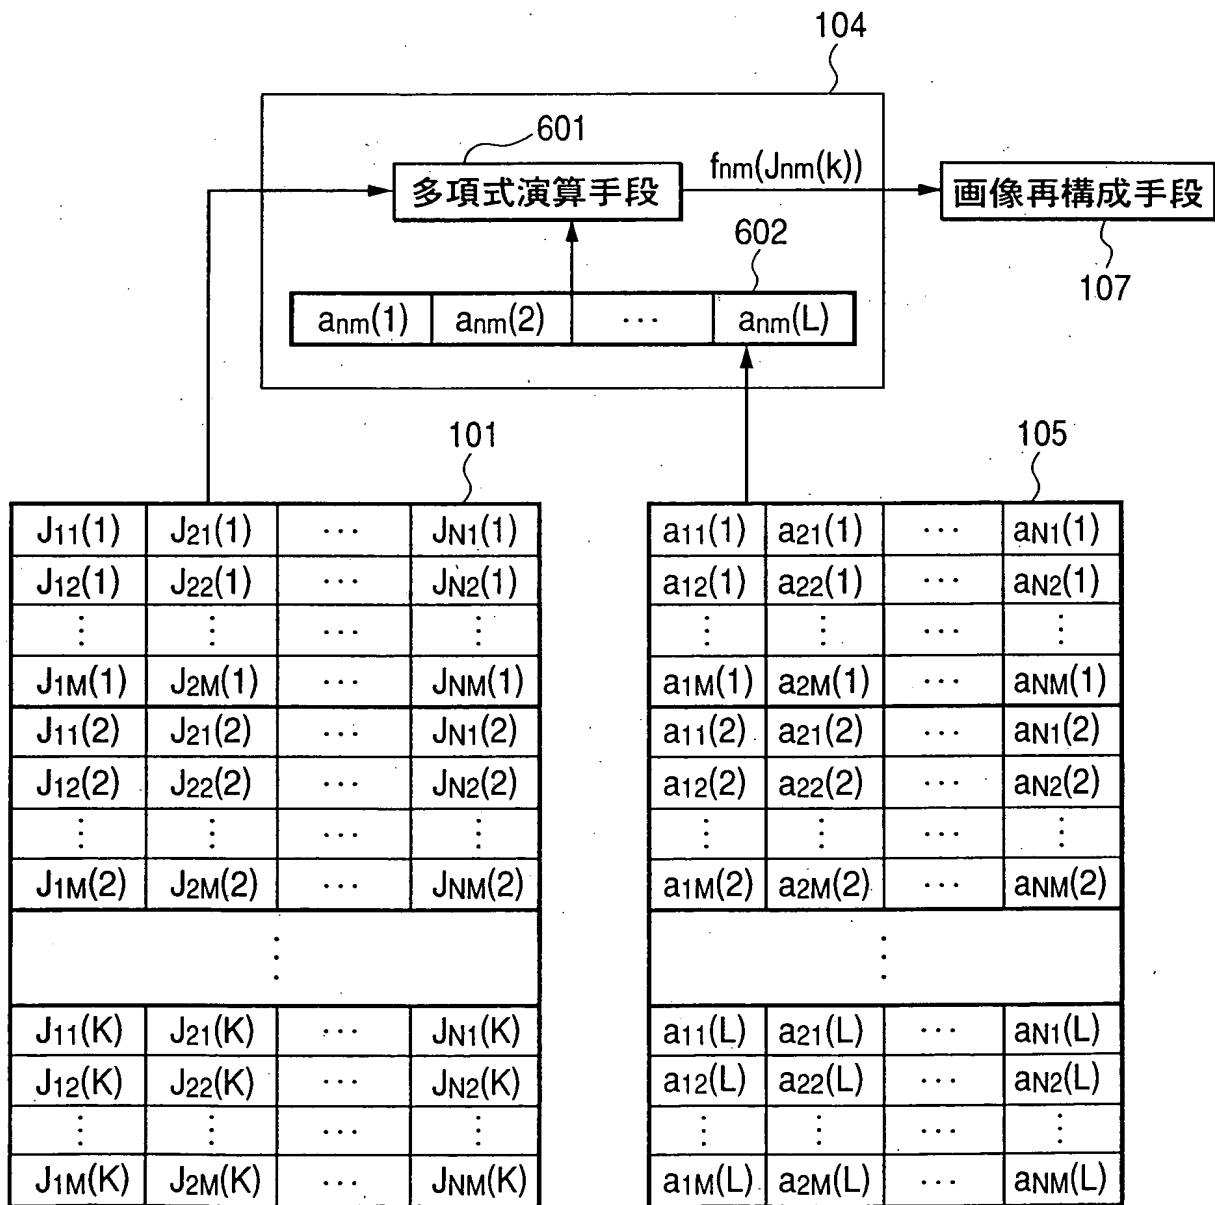 104
601
多項式演算手段
fnm(Jnm(k))
画像再構成手段
107
602
anm(1) anm(2) ··· anm(L)
101
J11(1) J21(1) ··· JN1(1)
J12(1) J22(1) ··· JN2(1)
⋮ ⋮ ··· ⋮
J1M(1) J2M(1) ··· JNM(1)
J11(2) J21(2) ··· JN1(2)
J12(2) J22(2) ··· JN2(2)
⋮ ⋮ ··· ⋮
J1M(2) J2M(2) ··· JNM(2)
⋮
J11(K) J21(K) ··· JN1(K)
J12(K) J22(K) ··· JN2(K)
⋮ ⋮ ··· ⋮
J1M(K) J2M(K) ··· JNM(K)
105
a11(1) a21(1) ··· aN1(1)
a12(1) a22(1) ··· aN2(1)
⋮ ⋮ ··· ⋮
a1M(1) a2M(1) ··· aNM(1)
a11(2) a21(2) ··· aN1(2)
a12(2) a22(2) ··· aN2(2)
⋮ ⋮ ··· ⋮
a1M(2) a2M(2) ··· aNM(2)
⋮
a11(L) a21(L) ··· aN1(L)
a12(L) a22(L) ··· aN2(L)
⋮ ⋮ ··· ⋮
a1M(L) a2M(L) ··· aNM(L)